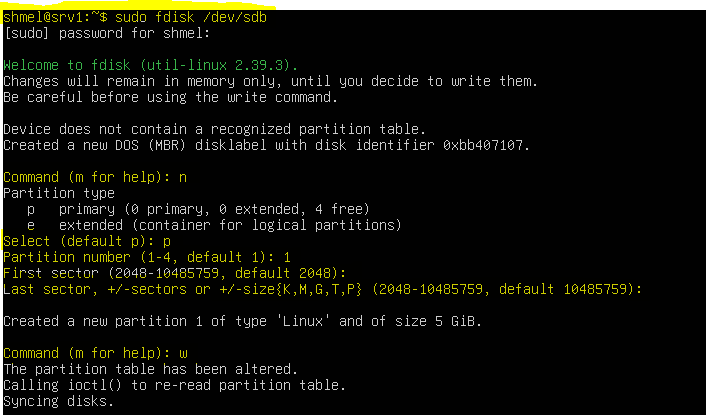 shmel@srv1:~$ sudo fdisk /dev/sdb
[sudo] password for shmel:
Welcome to fdisk (util-linux 2.39.3).
Changes will remain in memory only, until you decide to write them.
Be careful before using the write command.
Device does not contain a recognized partition table.
Created a new DOS (MBR) disklabel with disk identifier 0xbb407107.
Command (m for help): n
Partition type
   p   primary (0 primary, 0 extended, 4 free)
   e   extended (container for logical partitions)
Select (default p): p
Partition number (1-4, default 1): 1
First sector (2048-10485759, default 2048):
Last sector, +/-sectors or +/-size{K,M,G,T,P} (2048-10485759, default 10485759):
Created a new partition 1 of type 'Linux' and of size 5 GiB.
Command (m for help): w
The partition table has been altered.
Calling ioctl() to re-read partition table.
Syncing disks.